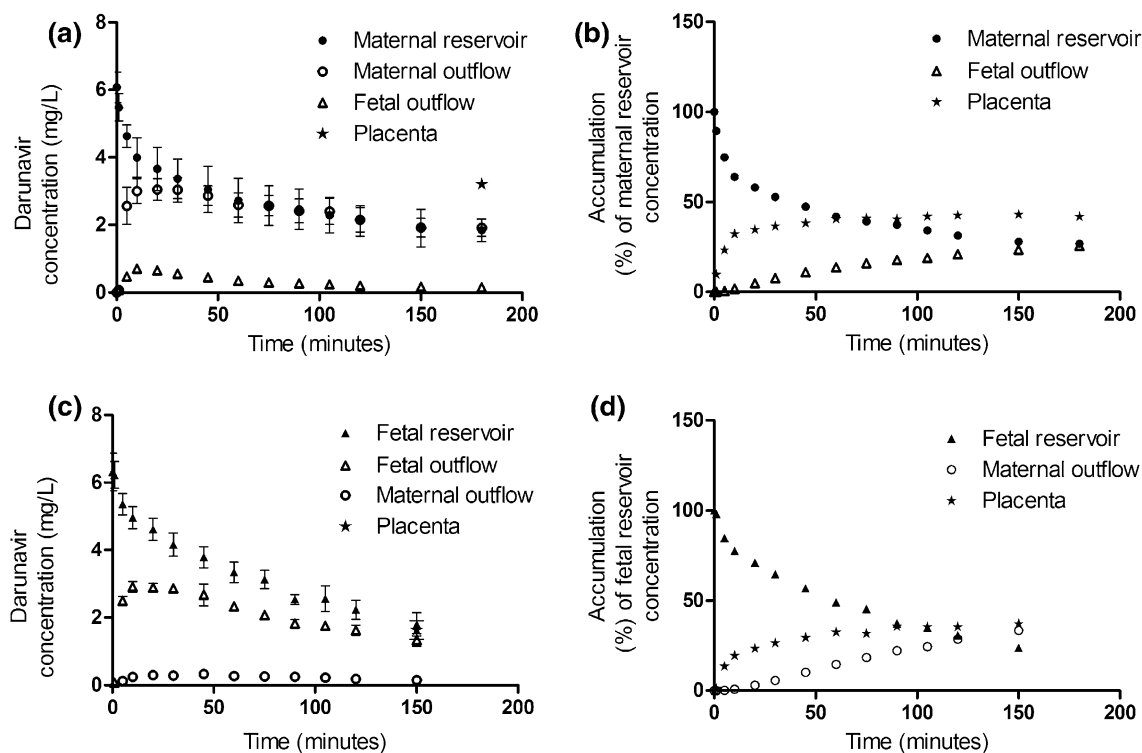 (a)
8
6
4
2
0
Darunavir
concentration (mg/L)
Maternal reservoir
Maternal outflow
Fetal outflow
Placenta
0
50
100
150
200
Time (minutes)
(b)
150
100
50
0
Accumulation
(%) of maternal reservoir
concentration
Maternal reservoir
Fetal outflow
Placenta
0
50
100
150
200
Time (minutes)
(c)
8
6
4
2
0
Darunavir
concentration (mg/L)
Fetal reservoir
Fetal outflow
Maternal outflow
Placenta
0
50
100
150
200
Time (minutes)
(d)
150
100
50
0
Accumulation
(%) of fetal reservoir
concentration
Fetal reservoir
Maternal outflow
Placenta
0
50
100
150
200
Time (minutes)